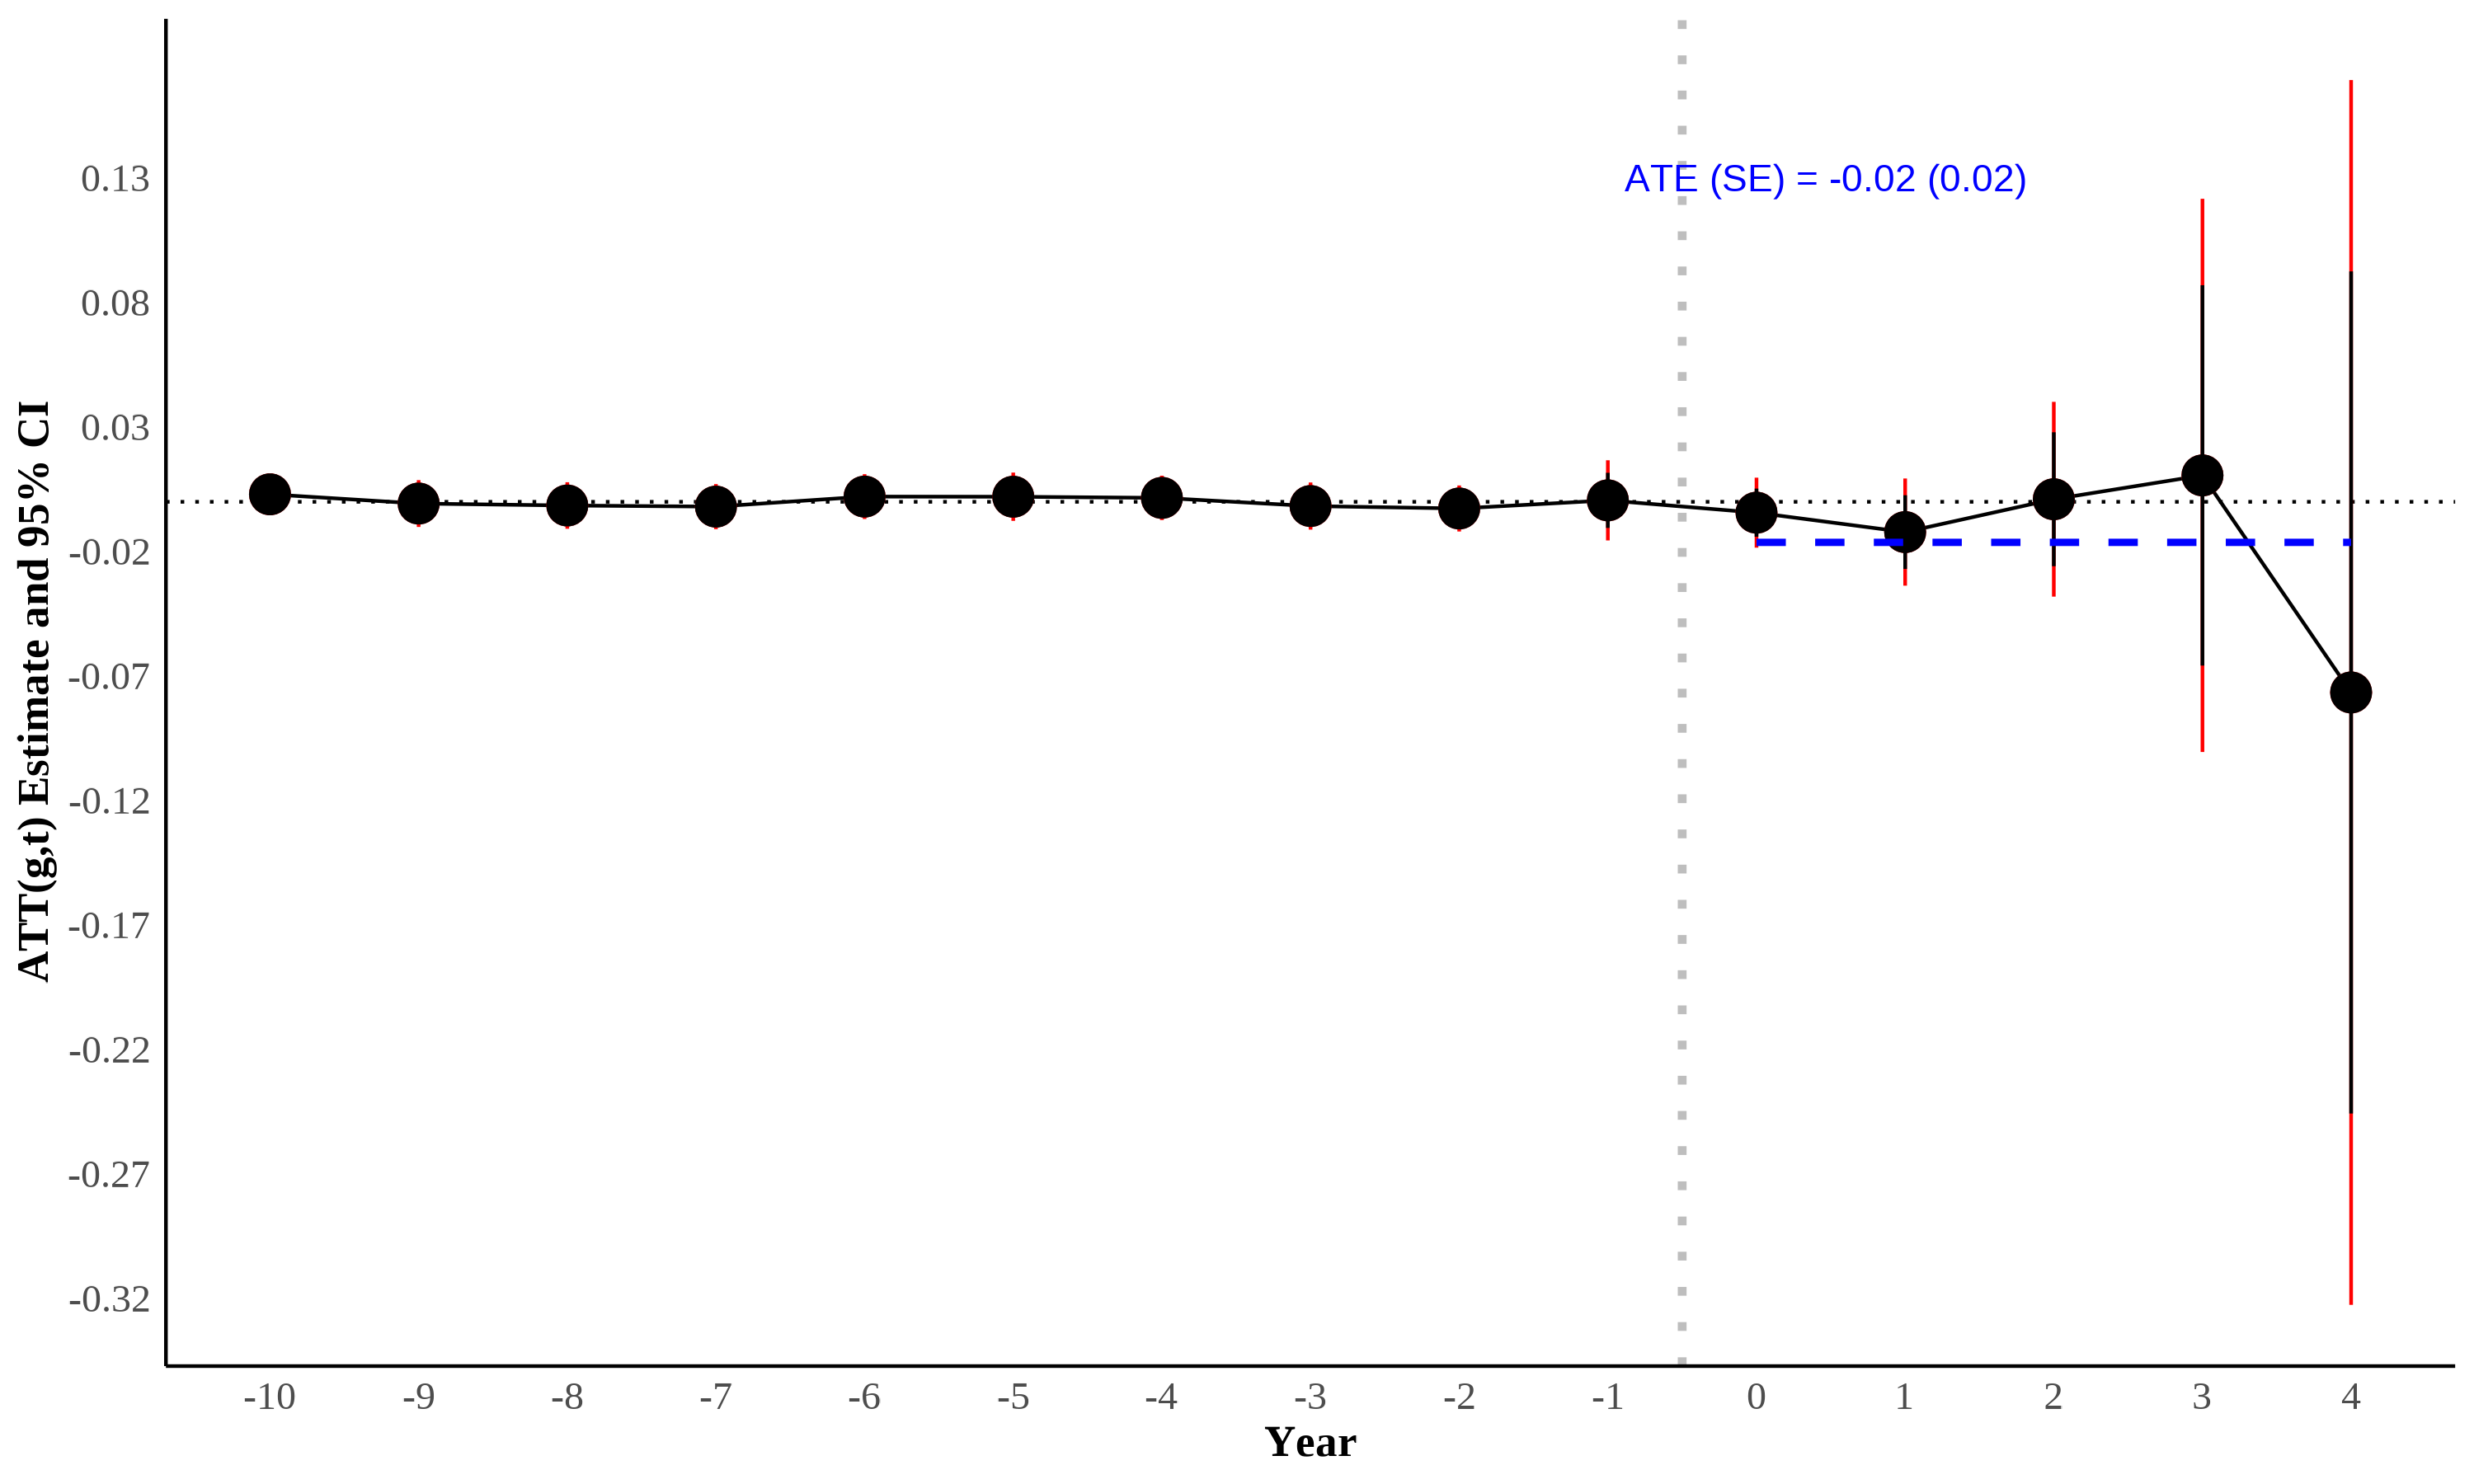 ATE (SE) = -0.02 (0.02)
0.13
0.08
0.03
-0.02
-0.07
-0.12
-0.17
-0.22
-0.27
-0.32
ATT(g,t) Estimate and 95% CI
-10 -9 -8 -7 -6 -5 -4 -3 -2 -1 0 1 2 3 4
Year